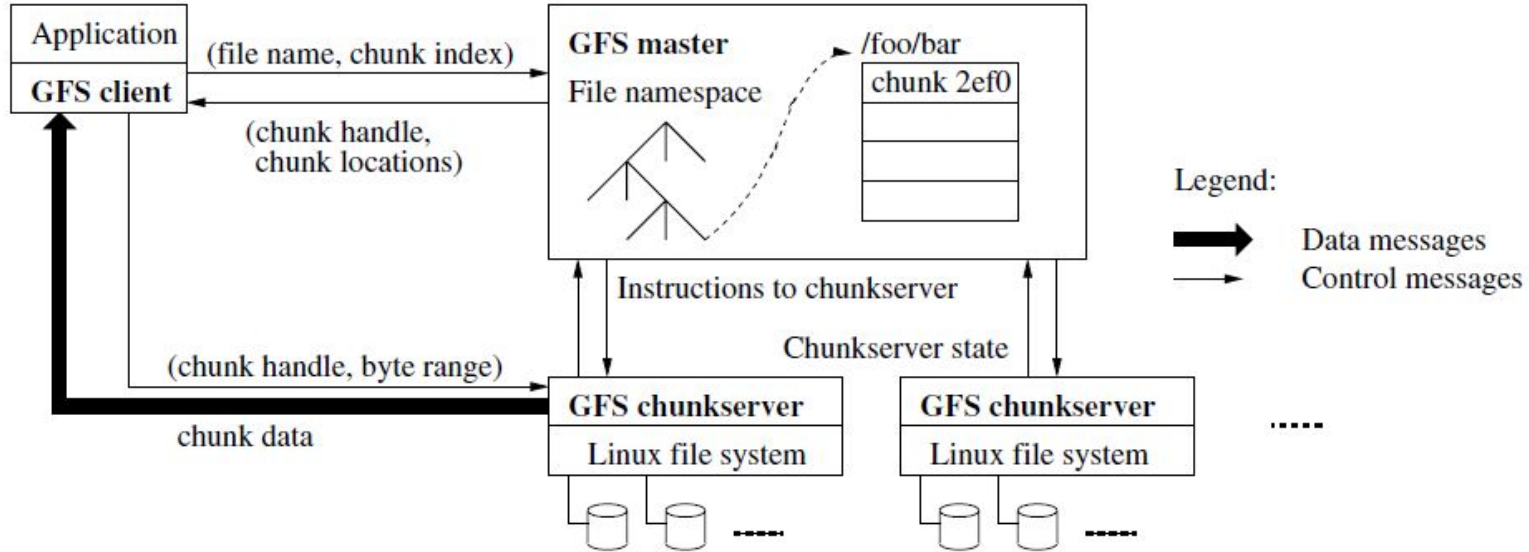 Application
GFS client
(file name, chunk index)
(chunk handle,
chunk locations)
GFS master
File namespace
/foo/bar
chunk 2ef0
Legend:
Data messages
Control messages
Instructions to chunkserver
Chunkserver state
(chunk handle, byte range)
chunk data
GFS chunkserver
Linux file system
GFS chunkserver
Linux file system